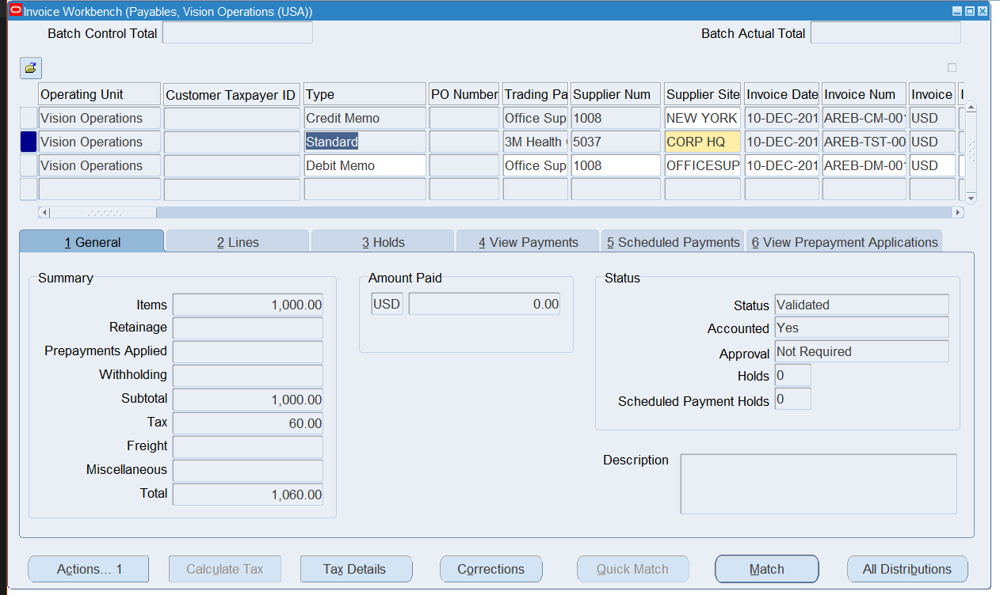 Invoice Workbench (Payables, Vision Operations (USA))
Batch Control Total Batch Actual Total
Operating Unit Customer Taxpayer ID Type PO Number Trading Pa Supplier Num Supplier Site Invoice Date Invoice Num Invoice I
Vision Operations Credit Memo Office Sup 1008 NEW YORK 10-DEC-201 AREB-CM-001 USD
Vision Operations Standard 3M Health 5037 CORP HQ 10-DEC-201 AREB-TST-00 USD
Vision Operations Debit Memo Office Sup 1008 OFFICESUP 10-DEC-201 AREB-DM-001 USD
1 General 2 Lines 3 Holds 4 View Payments 5 Scheduled Payments 6 View Prepayment Applications
Summary Amount Paid Status
Items 1,000.00 USD 0.00 Status Validated
Retainage Accounted Yes
Prepayments Applied Approval Not Required
Withholding Holds 0
Subtotal 1,000.00 Scheduled Payment Holds 0
Tax 60.00
Freight
Miscellaneous Description
Total 1,060.00
Actions... 1 Calculate Tax Tax Details Corrections Quick Match Match All Distributions